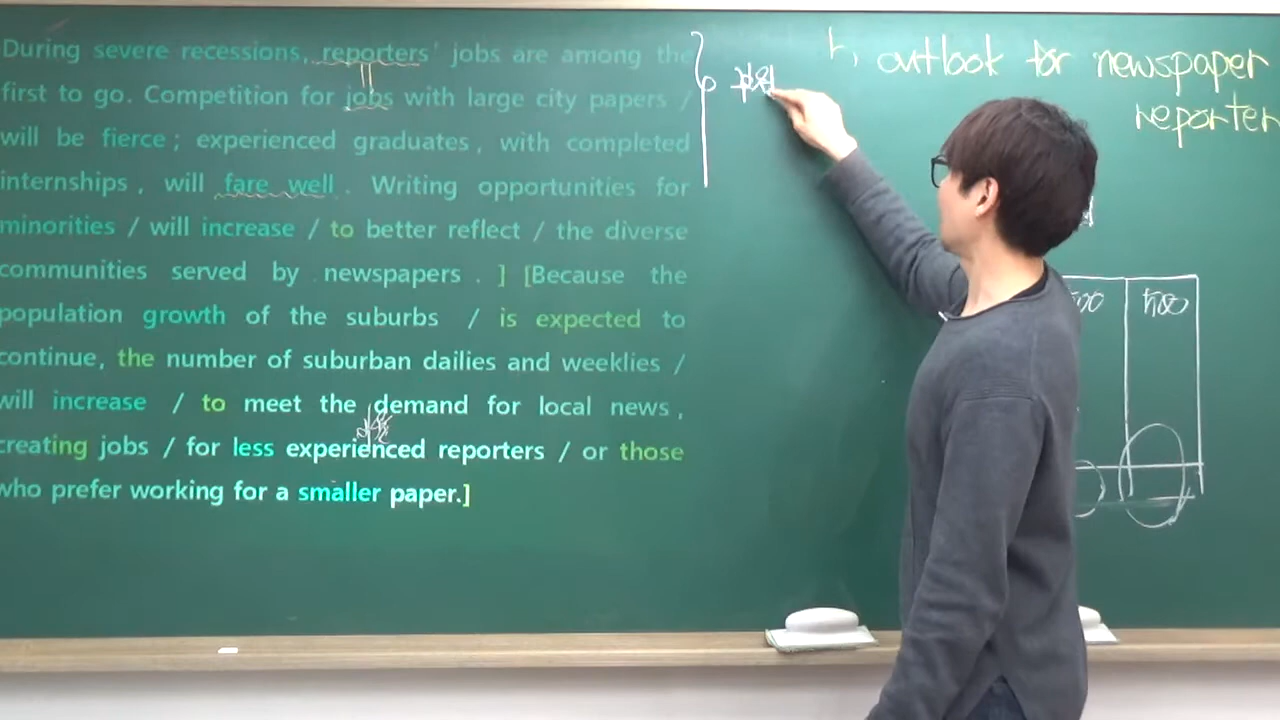 During severe recessions, reporters' jobs are among the
first to go. Competition for jobs with large city papers /
will be fierce ; experienced graduates , with completed
internships , will fare well . Writing opportunities for
minorities / will increase / to better reflect / the diverse
communities served by newspapers . ] [Because the
population growth of the suburbs / is expected to
continue, the number of suburban dailies and weeklies /
will increase / to meet the demand for local news ,
creating jobs / for less experienced reporters / or those
who prefer working for a smaller paper.]
outlook for newspaper
reporter